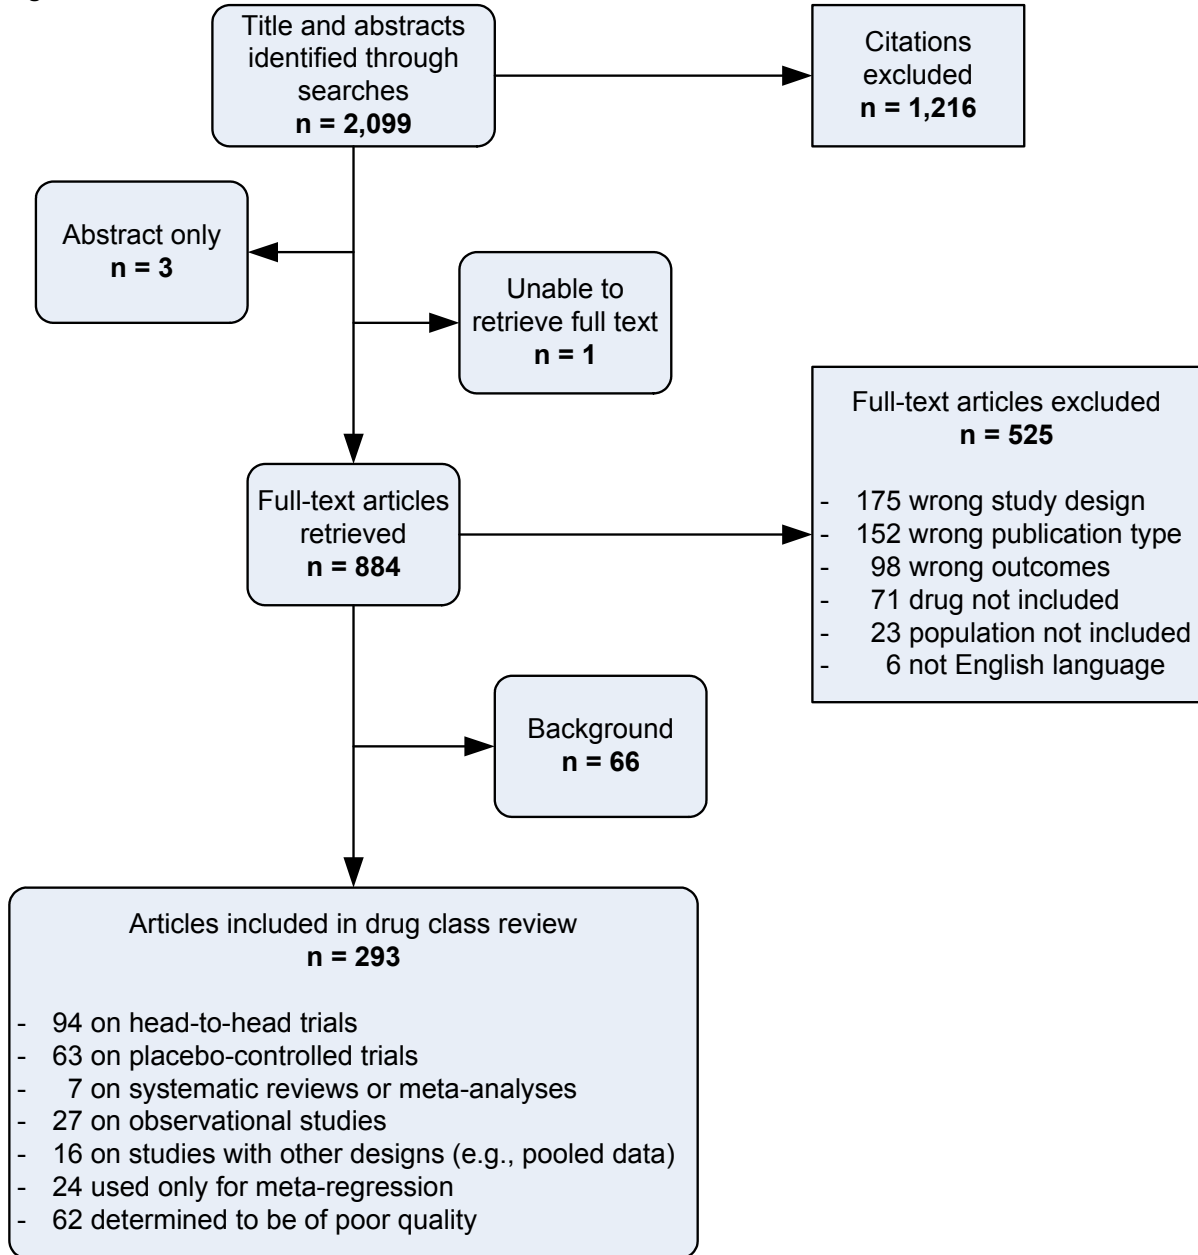 Title and abstracts
identified through
searches
n = 2,099
Citations
excluded
n = 1,216
Abstract only
n = 3
Unable to
retrieve full text
n = 1
Full-text articles
retrieved
n = 884
Full-text articles excluded
n = 525
- 175 wrong study design
- 152 wrong publication type
- 98 wrong outcomes
- 71 drug not included
- 23 population not included
- 6 not English language
Background
n = 66
Articles included in drug class review
n = 293
- 94 on head-to-head trials
- 63 on placebo-controlled trials
- 7 on systematic reviews or meta-analyses
- 27 on observational studies
- 16 on studies with other designs (e.g., pooled data)
- 24 used only for meta-regression
- 62 determined to be of poor quality